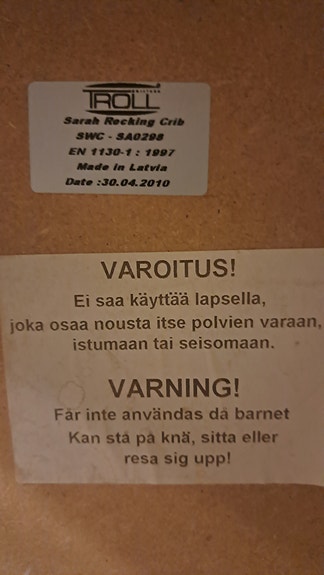 TROLL
Sarah Rocking Crib
SWC - SA0298
EN 1130-1 : 1997
Made in Latvia
Date :30.04.2010
VAROITUS!
Ei saa käyttää lapsella,
joka osaa nousta itse polvien varaan,
istumaan tai seisomaan.
VARNING!
Får inte användas då barnet
Kan stå på knä, sitta eller
resa sig upp!